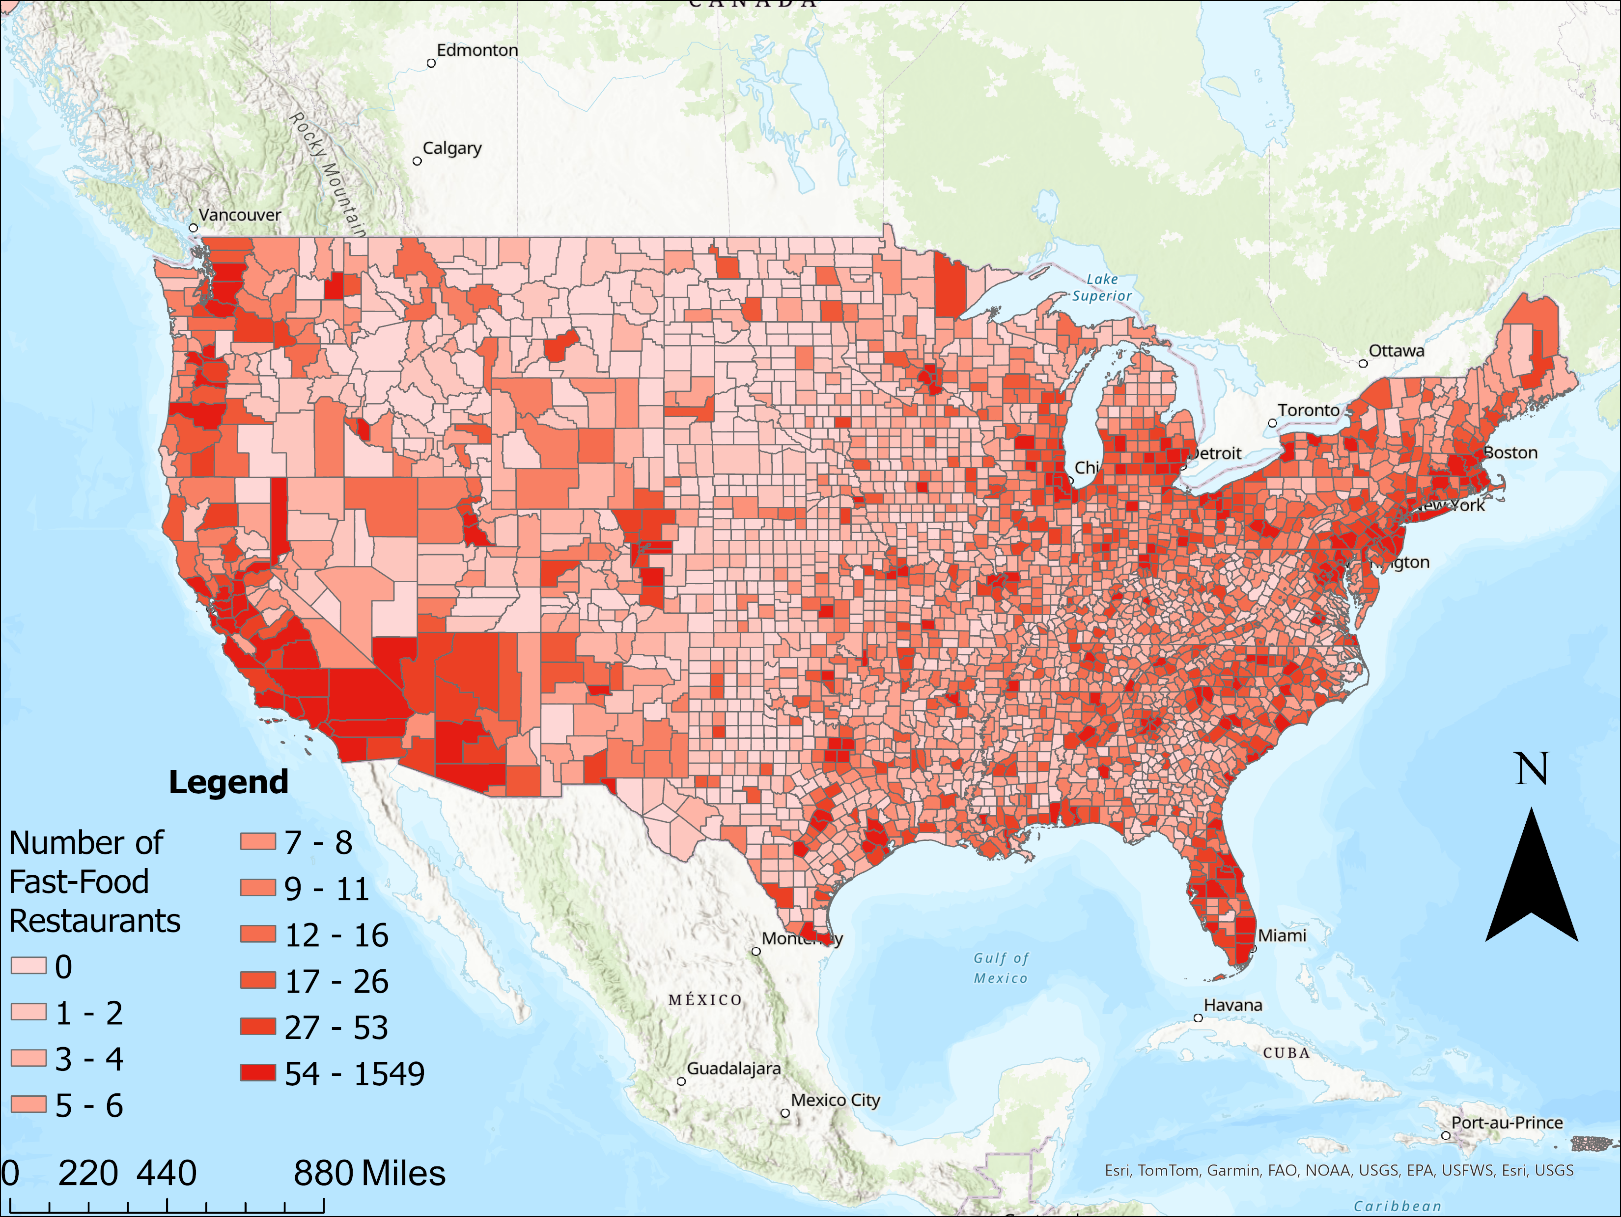 CANADA
Edmonton
Calgary
Rocky Mountain
Vancouver
Lake
Superior
Ottawa
Toronto
Detroit
Boston
Chi
New York
ington
Legend
Number of
Fast-Food
Restaurants
0
1 - 2
3 - 4
5 - 6
7 - 8
9 - 11
12 - 16
17 - 26
27 - 53
54 - 1549
N
Miami
Monterrey
Gulf of
Mexico
MÉXICO
Havana
CUBA
Guadalajara
Mexico City
Port-au-Prince
0 220 440 880 Miles
Esri, TomTom, Garmin, FAO, NOAA, USGS, EPA, USFWS, Esri, USGS
Caribbean